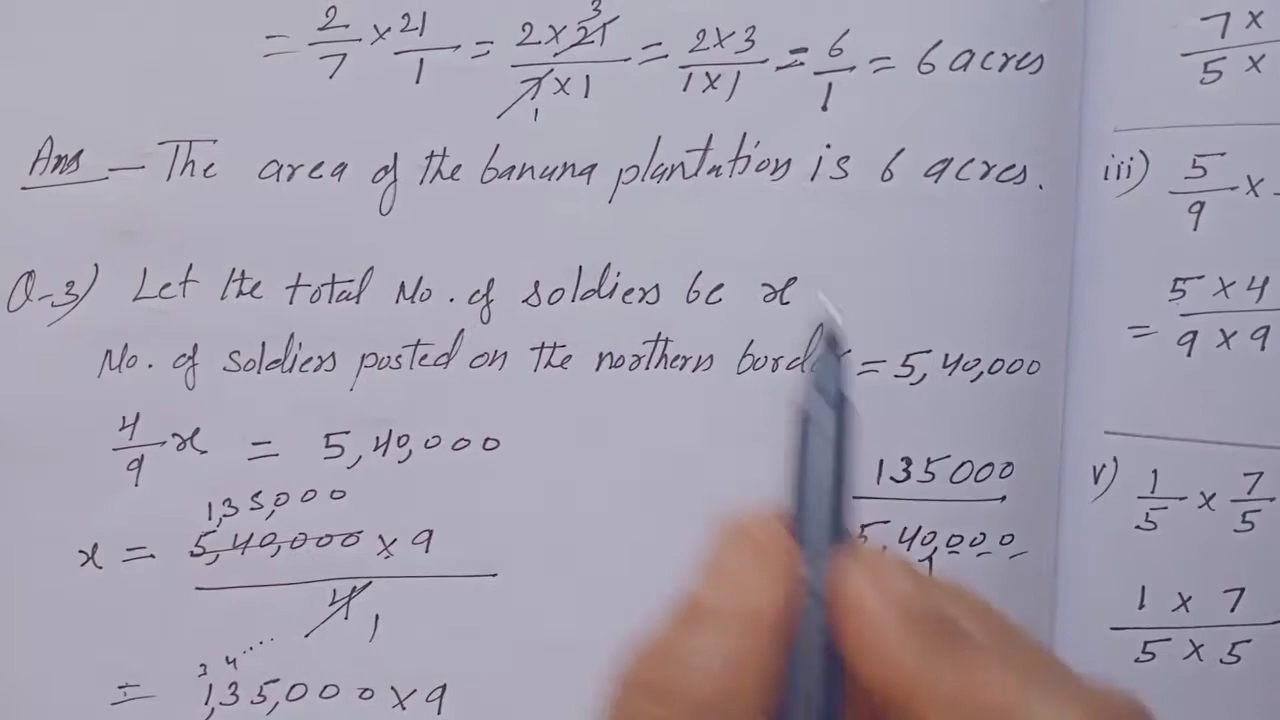 = 2/7 × 21/1 = 2 × 21/7 × 1 = 2 × 3/1 × 1 = 6/1 = 6 acres
Ans – The area of the banana plantation is 6 acres.
Q-3) Let the total No. of soldiers be x
No. of soldiers posted on the northern border = 5,40,000
4/9 x = 5,40,000
1,35,000
x = 5,40,000 × 9
4 1
3 4 ....
= 1,35,000 × 9
135000
5,40,000
7 ×
5 ×
iii) 5/9 ×
= 5 × 4/9 × 9
v) 1/5 × 7/5
1 × 7/5 × 5